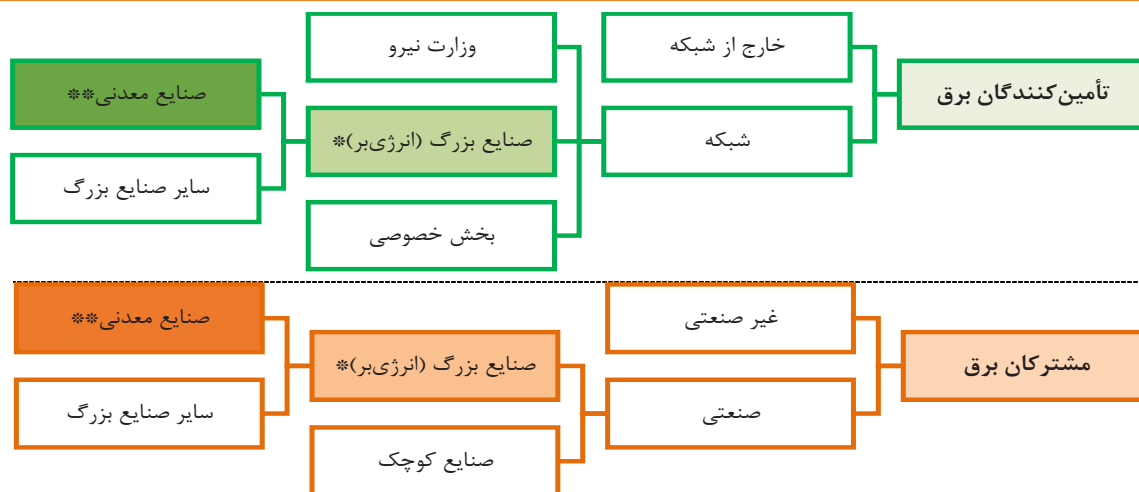 تأمین‌کنندگان برق
خارج از شبکه
شبکه
وزارت نیرو
صنایع بزرگ (انرژی‌بر)*
بخش خصوصی
صنایع معدنی**
سایر صنایع بزرگ
مشترکان برق
غیر صنعتی
صنعتی
صنایع بزرگ (انرژی‌بر)*
صنایع کوچک
صنایع معدنی**
سایر صنایع بزرگ